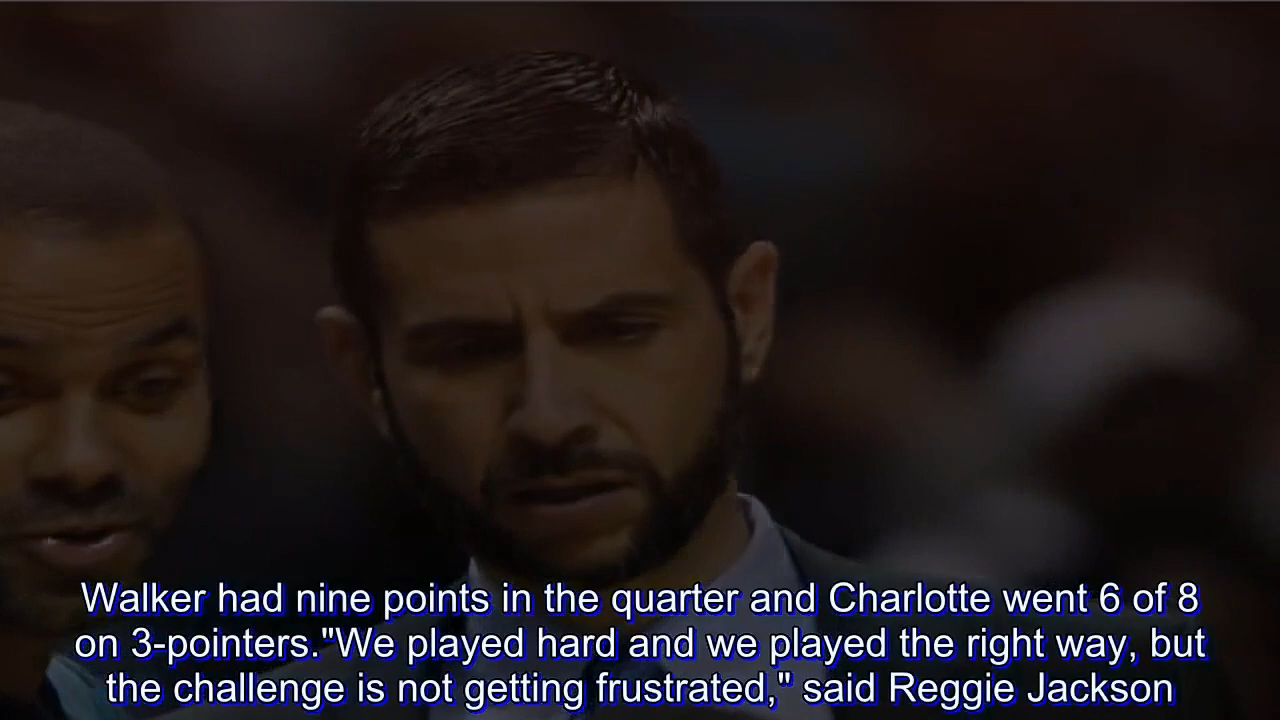 Walker had nine points in the quarter and Charlotte went 6 of 8
on 3-pointers."We played hard and we played the right way, but
the challenge is not getting frustrated," said Reggie Jackson